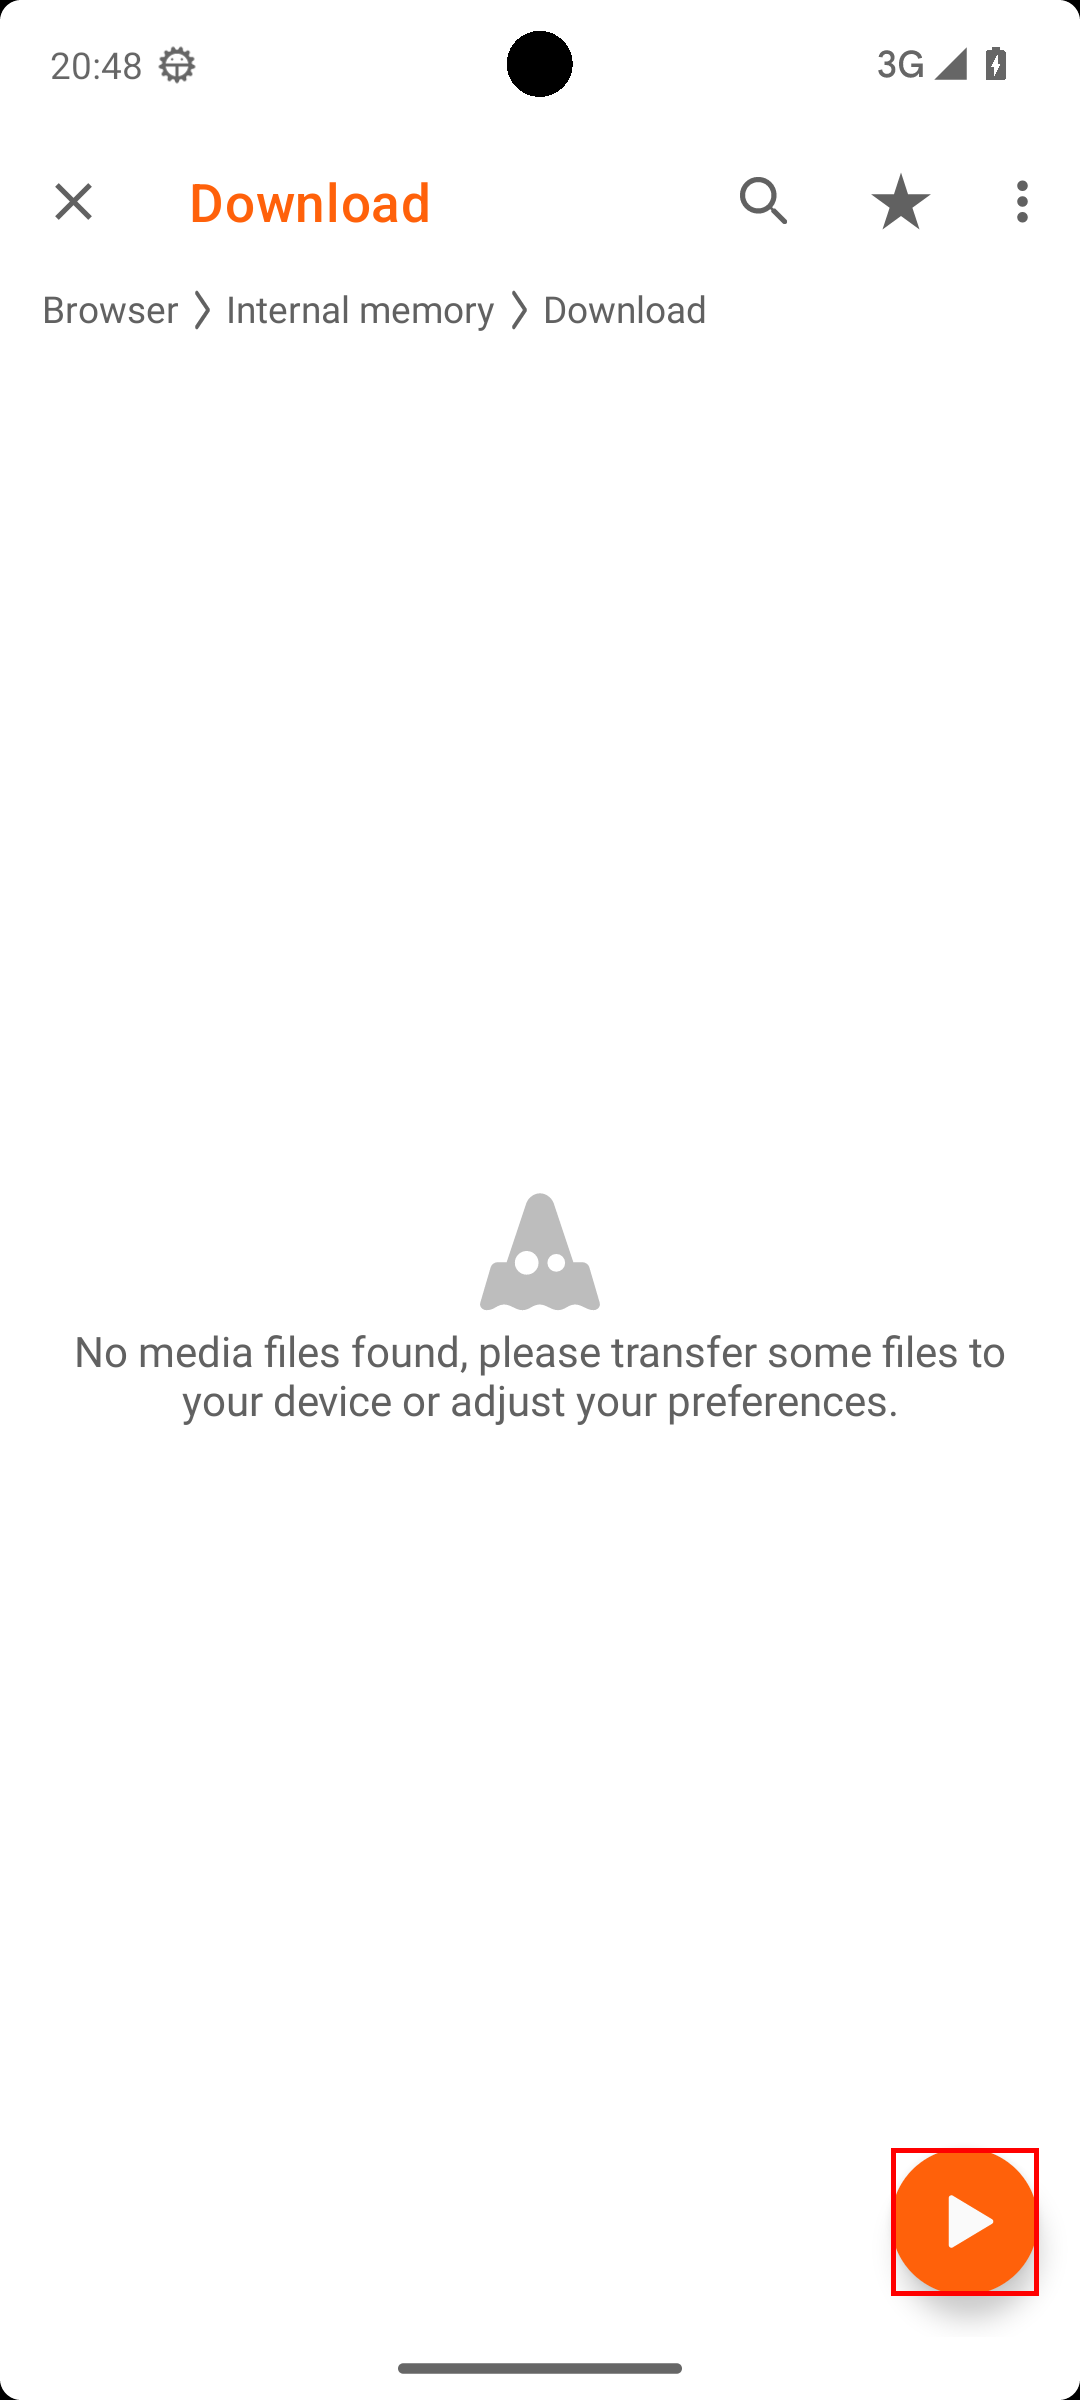 20:48
3G
Download
Browser
Internal memory
Download
No media files found, please transfer some files to
your device or adjust your preferences.